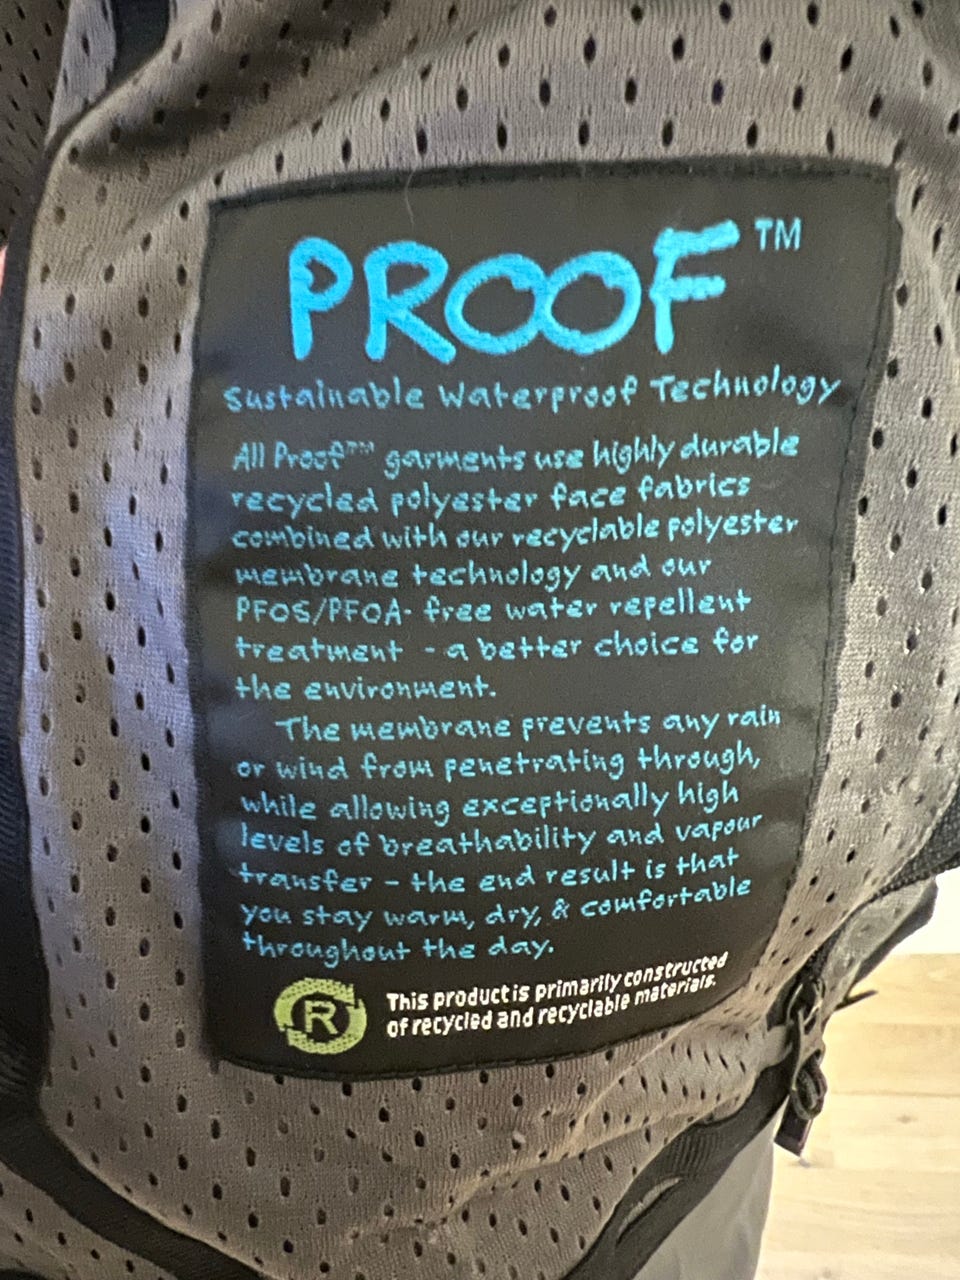 PROOF™
Sustainable Waterproof Technology
All Proof™ garments use highly durable
recycled polyester face fabrics
combined with our recyclable polyester
membrane technology and our
PFOS/PFOA- free water repellent
treatment - a better choice for
the environment.
The membrane prevents any rain
or wind from penetrating through,
while allowing exceptionally high
levels of breathability and vapour
transfer - the end result is that
you stay warm, dry, & comfortable
throughout the day.
R
This product is primarily constructed
of recycled and recyclable materials.